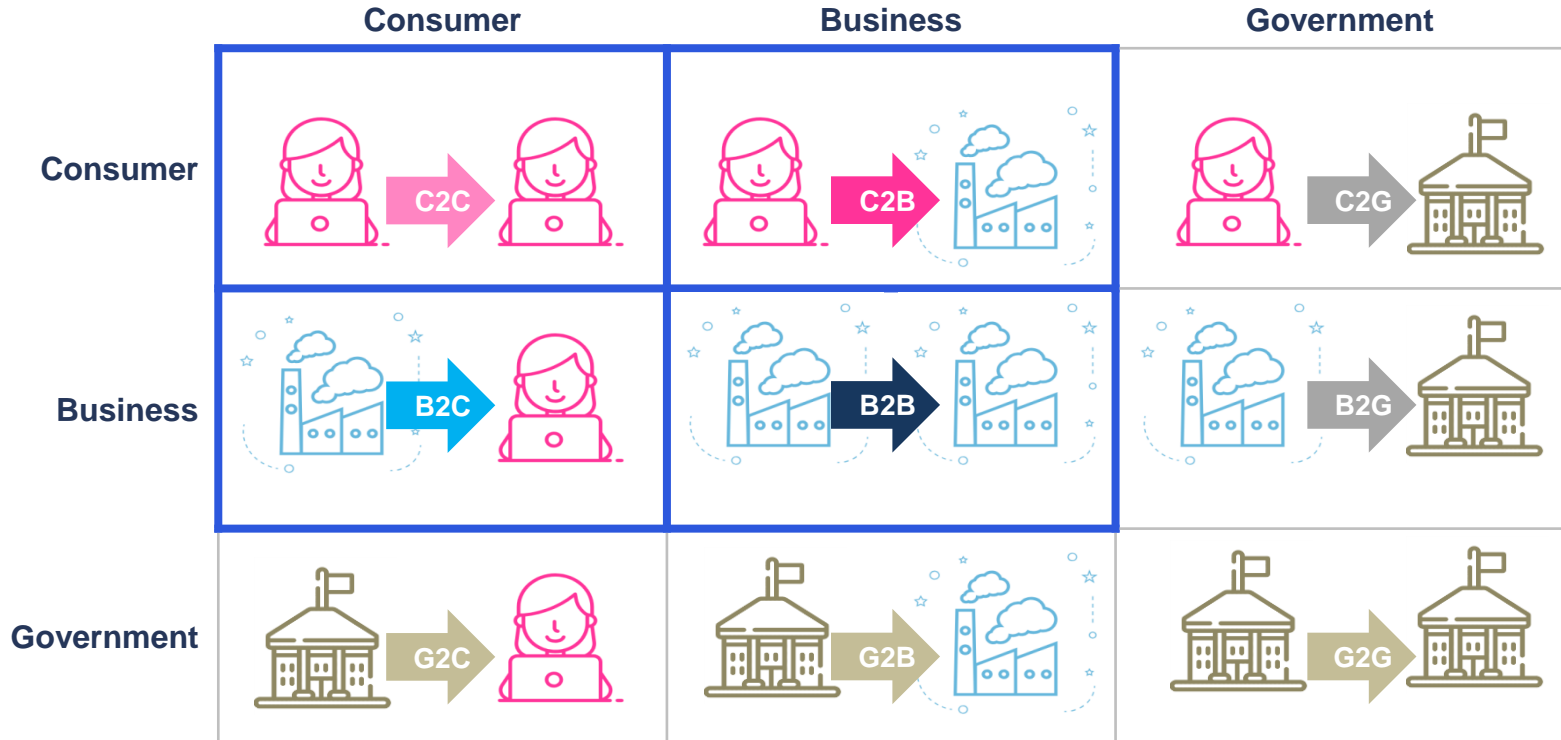 Consumer Business Government
Consumer C2C C2B C2G
Business B2C B2B B2G
Government G2C G2B G2G